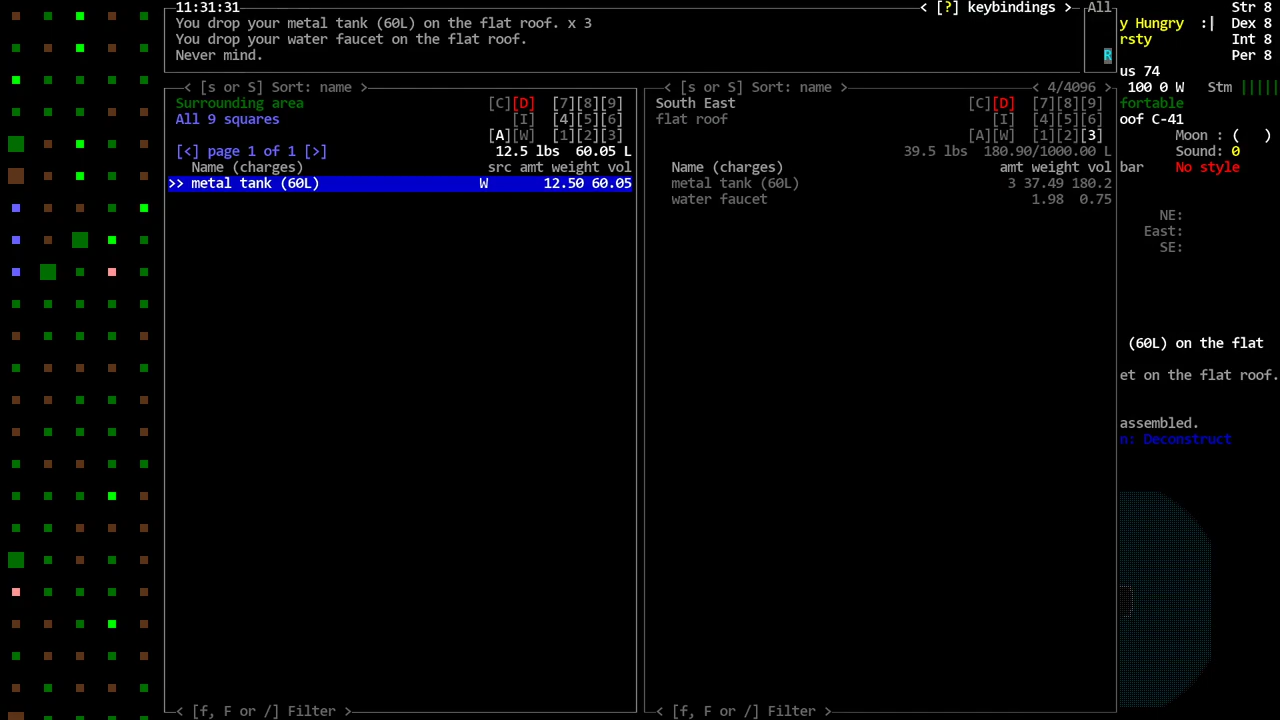 11:31:31
< [?] keybindings >
You drop your metal tank (60L) on the flat roof. x 3
You drop your water faucet on the flat roof.
Never mind.
All
R
Str 8
y Hungry :| Dex 8
rsty Int 8
Per 8
us 74
100 0 W Stm |||||
fortable
oof C-41
Moon : ( )
Sound: 0
bar No style
NE:
East:
SE:
(60L) on the flat
et on the flat roof.
assembled.
n: Deconstruct
< [s or S] Sort: name >
Surrounding area [C][D] [7][8][9]
All 9 squares [I] [4][5][6]
[A][W] [1][2][3]
[<] page 1 of 1 [>] 12.5 lbs 60.05 L
Name (charges) src amt weight vol
>> metal tank (60L) W 12.50 60.05
< [f, F or /] Filter >
< [s or S] Sort: name > < 4/4096 >
South East [C][D] [7][8][9]
flat roof [I] [4][5][6]
[A][W] [1][2][3]
39.5 lbs 180.90/1000.00 L
Name (charges) amt weight vol
metal tank (60L) 3 37.49 180.2
water faucet 1.98 0.75
< [f, F or /] Filter >